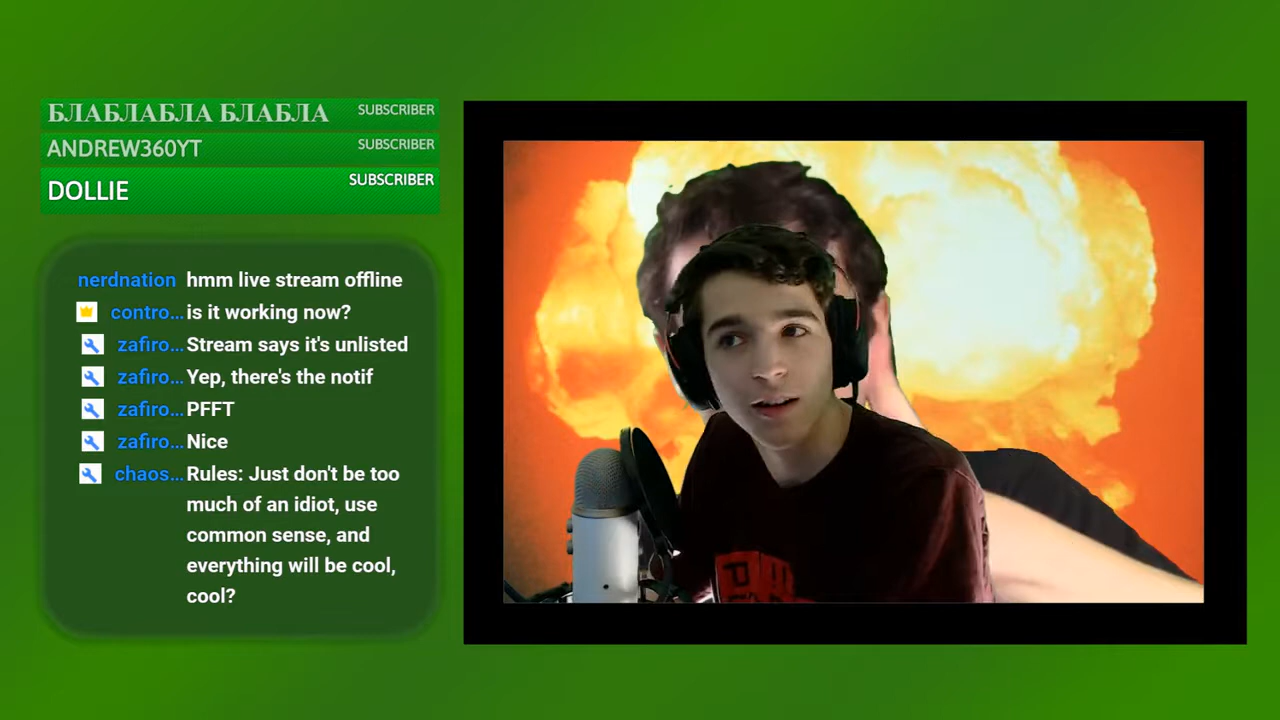 БЛАБЛАБЛА БЛАБЛА SUBSCRIBER
ANDREW360YT SUBSCRIBER
DOLLIE SUBSCRIBER
nerdnation hmm live stream offline
contro... is it working now?
zafiro... Stream says it's unlisted
zafiro... Yep, there's the notif
zafiro... PFFT
zafiro... Nice
chaos... Rules: Just don't be too
much of an idiot, use
common sense, and
everything will be cool,
cool?